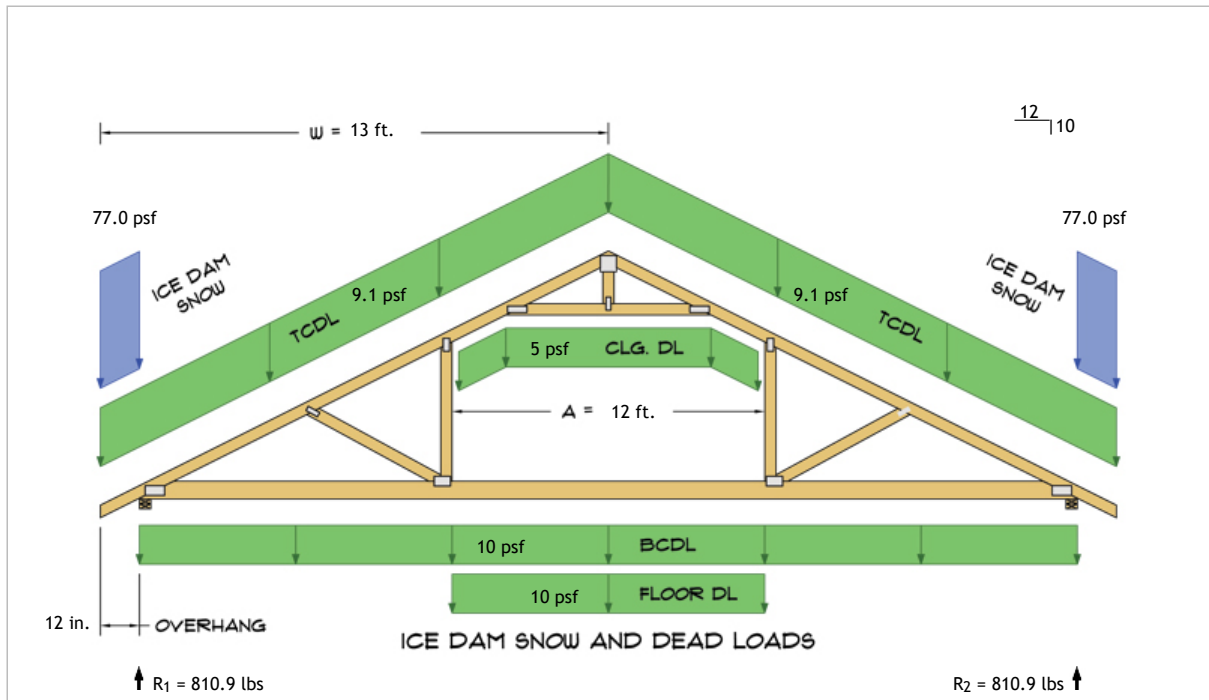 W = 13 ft.
12
10
77.0 psf
77.0 psf
ICE DAM
SNOW
ICE DAM
SNOW
9.1 psf
9.1 psf
TCDL
TCDL
5 psf CLG. DL
A = 12 ft.
10 psf BCDL
10 psf FLOOR DL
12 in. OVERHANG
ICE DAM SNOW AND DEAD LOADS
R1 = 810.9 lbs
R2 = 810.9 lbs